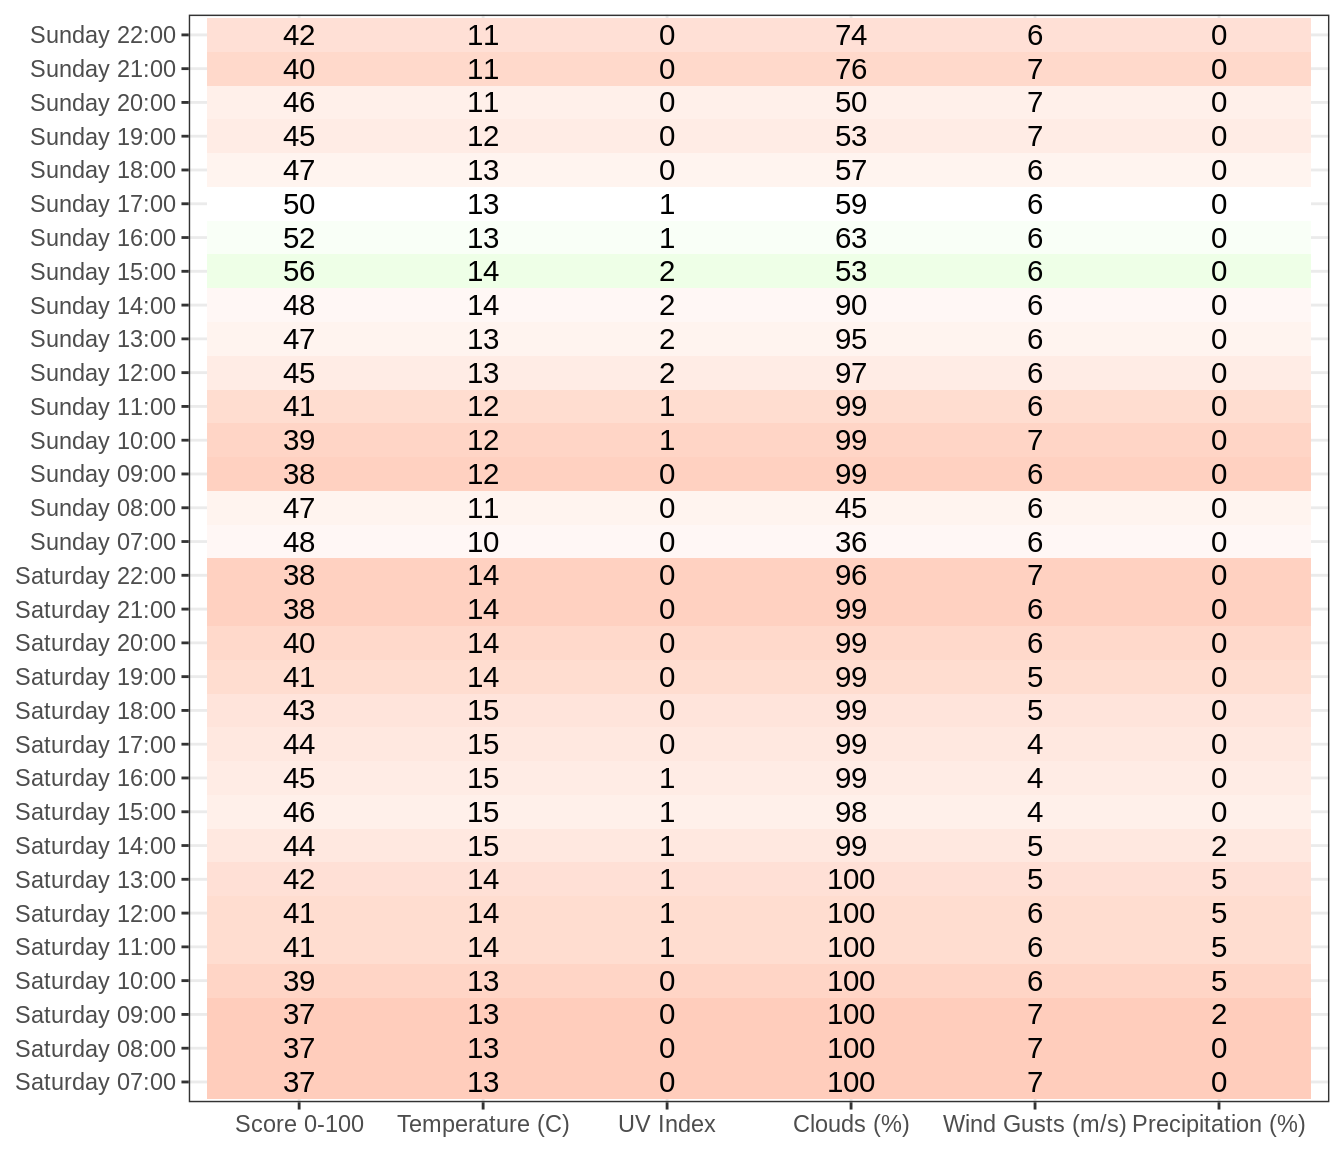 Sunday 22:00 42 11 0 74 6 0
Sunday 21:00 40 11 0 76 7 0
Sunday 20:00 46 11 0 50 7 0
Sunday 19:00 45 12 0 53 7 0
Sunday 18:00 47 13 0 57 6 0
Sunday 17:00 50 13 1 59 6 0
Sunday 16:00 52 13 1 63 6 0
Sunday 15:00 56 14 2 53 6 0
Sunday 14:00 48 14 2 90 6 0
Sunday 13:00 47 13 2 95 6 0
Sunday 12:00 45 13 2 97 6 0
Sunday 11:00 41 12 1 99 6 0
Sunday 10:00 39 12 1 99 7 0
Sunday 09:00 38 12 0 99 6 0
Sunday 08:00 47 11 0 45 6 0
Sunday 07:00 48 10 0 36 6 0
Saturday 22:00 38 14 0 96 7 0
Saturday 21:00 38 14 0 99 6 0
Saturday 20:00 40 14 0 99 6 0
Saturday 19:00 41 14 0 99 5 0
Saturday 18:00 43 15 0 99 5 0
Saturday 17:00 44 15 0 99 4 0
Saturday 16:00 45 15 1 99 4 0
Saturday 15:00 46 15 1 98 4 0
Saturday 14:00 44 15 1 99 5 2
Saturday 13:00 42 14 1 100 5 5
Saturday 12:00 41 14 1 100 6 5
Saturday 11:00 41 14 1 100 6 5
Saturday 10:00 39 13 0 100 6 5
Saturday 09:00 37 13 0 100 7 2
Saturday 08:00 37 13 0 100 7 0
Saturday 07:00 37 13 0 100 7 0
Score 0-100 Temperature (C) UV Index Clouds (%) Wind Gusts (m/s) Precipitation (%)